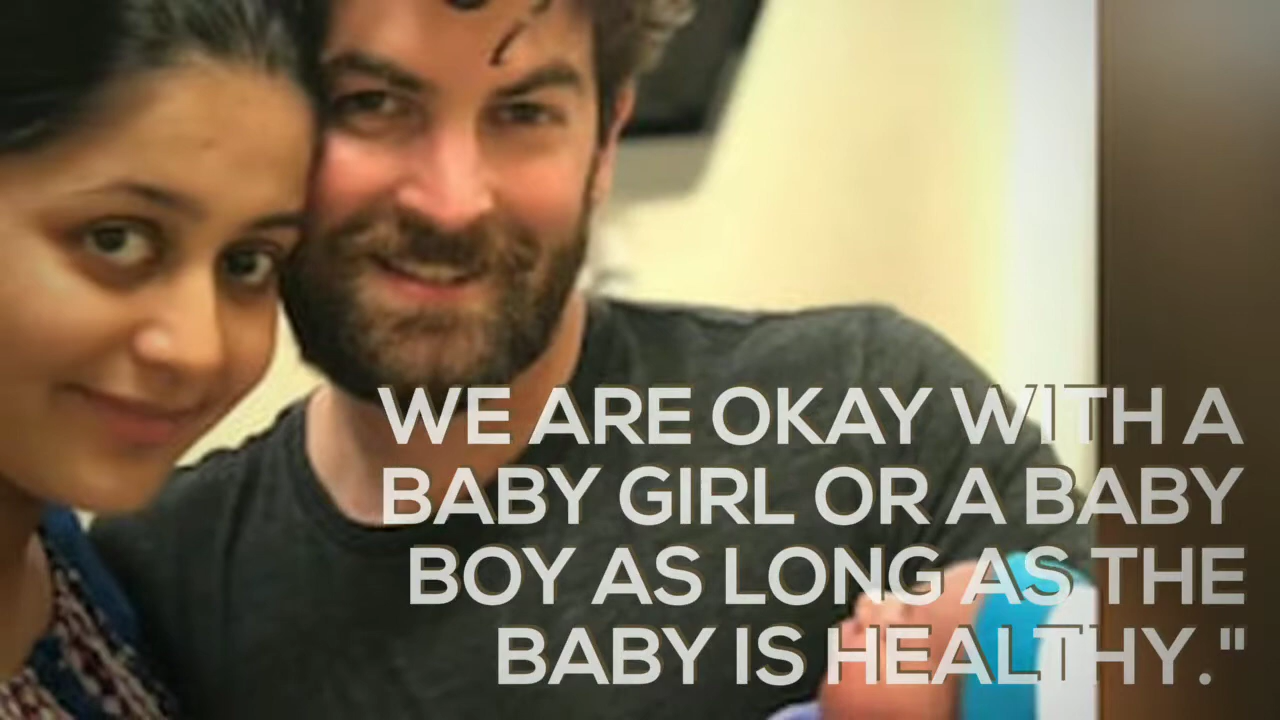 WE ARE OKAY WITH A
BABY GIRL OR A BABY
BOY AS LONG AS THE
BABY IS HEALTHY."